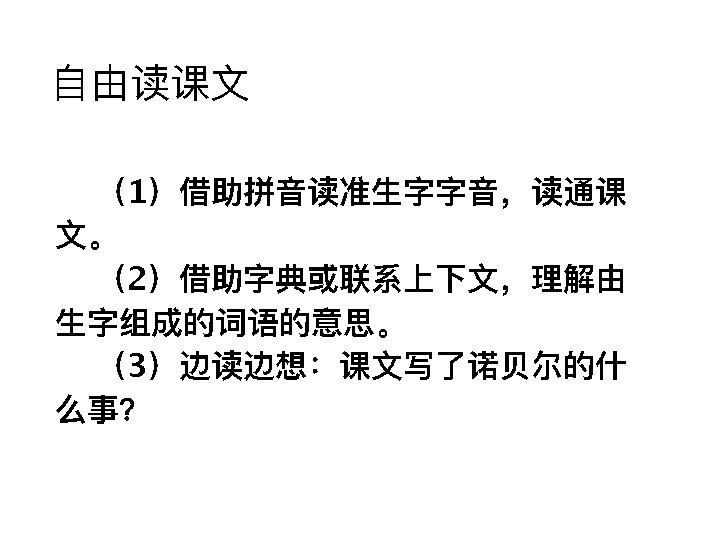 自由读课文
（1）借助拼音读准生字字音，读通课
文。
（2）借助字典或联系上下文，理解由
生字组成的词语的意思。
（3）边读边想：课文写了诺贝尔的什
么事？